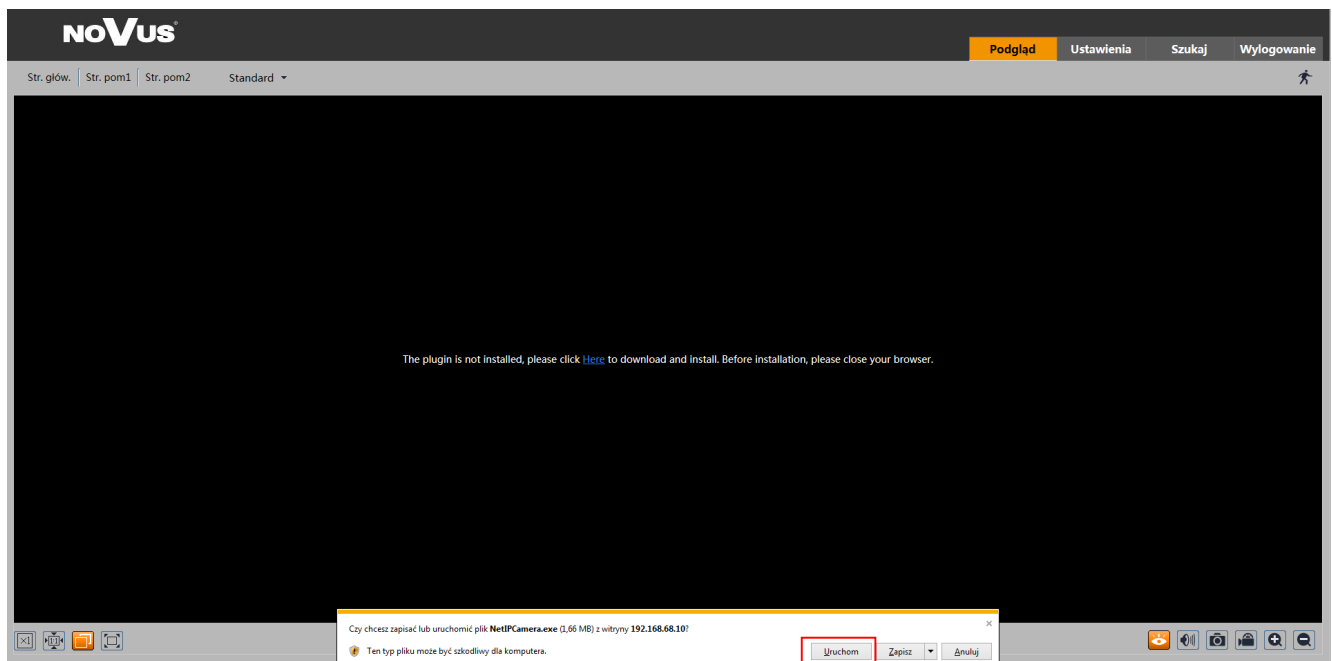 NOVUS®
Podgląd Ustawienia Szukaj Wylogowanie
Str. głów. Str. pom1 Str. pom2 Standard
The plugin is not installed, please click Here to download and install. Before installation, please close your browser.
Czy chcesz zapisać lub uruchomić plik NetIPCamera.exe (1,66 MB) z witryny 192.168.68.10?
Ten typ pliku może być szkodliwy dla komputera.
Uruchom Zapisz Anuluj
×1 1:1